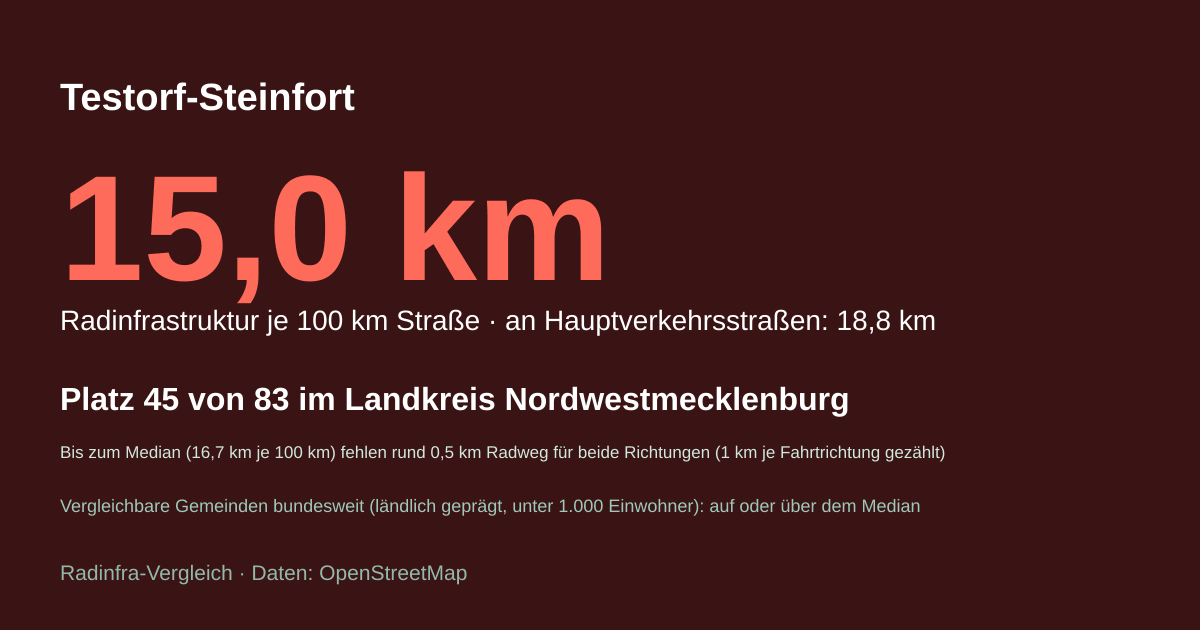 Testorf-Steinfort
15,0 km
Radinfrastruktur je 100 km Straße · an Hauptverkehrsstraßen: 18,8 km
Platz 45 von 83 im Landkreis Nordwestmecklenburg
Bis zum Median (16,7 km je 100 km) fehlen rund 0,5 km Radweg für beide Richtungen (1 km je Fahrtrichtung gezählt)
Vergleichbare Gemeinden bundesweit (ländlich geprägt, unter 1.000 Einwohner): auf oder über dem Median
Radinfra-Vergleich · Daten: OpenStreetMap